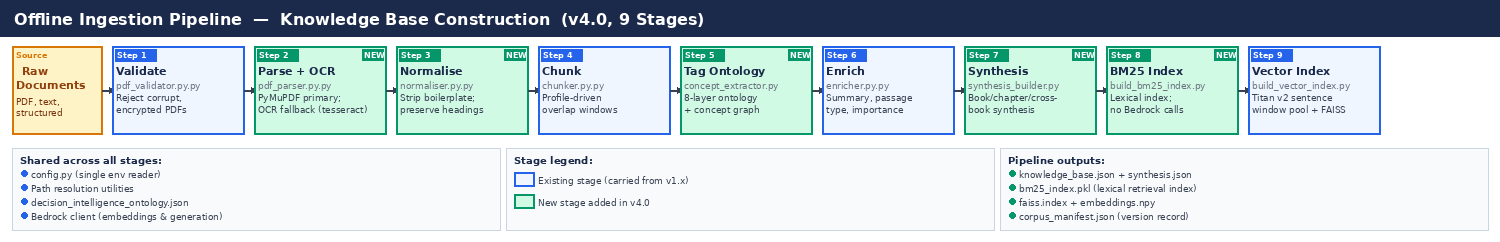 Offline Ingestion Pipeline — Knowledge Base Construction (v4.0, 9 Stages)
Source
Raw
Documents
PDF, text,
structured
Step 1
Validate
pdf_validator.py.py
Reject corrupt,
encrypted PDFs
Step 2 NEW
Parse + OCR
pdf_parser.py.py
PyMuPDF primary;
OCR fallback (tesseract)
Step 3 NEW
Normalise
normaliser.py.py
Strip boilerplate;
preserve headings
Step 4
Chunk
chunker.py.py
Profile-driven
overlap windows
Step 5 NEW
Tag Ontology
concept_extractor.py.py
8-layer ontology
+ concept graph
Step 6
Enrich
enricher.py.py
Summary, passage
type, importance
Step 7 NEW
Synthesis
synthesis_builder.py.py
Book/chapter/cross-
book synthesis
Step 8 NEW
BM25 Index
build_bm25_index.py.py
Lexical index;
no Bedrock calls
Step 9
Vector Index
build_vector_index.py
Titan v2 sentence
window pool + FAISS
Shared across all stages:
config.py (single env reader)
Path resolution utilities
decision_intelligence_ontology.json
Bedrock client (embeddings & generation)
Stage legend:
Existing stage (carried from v1.x)
New stage added in v4.0
Pipeline outputs:
knowledge_base.json + synthesis.json
bm25_index.pkl (lexical retrieval index)
faiss.index + embeddings.npy
corpus_manifest.json (version record)